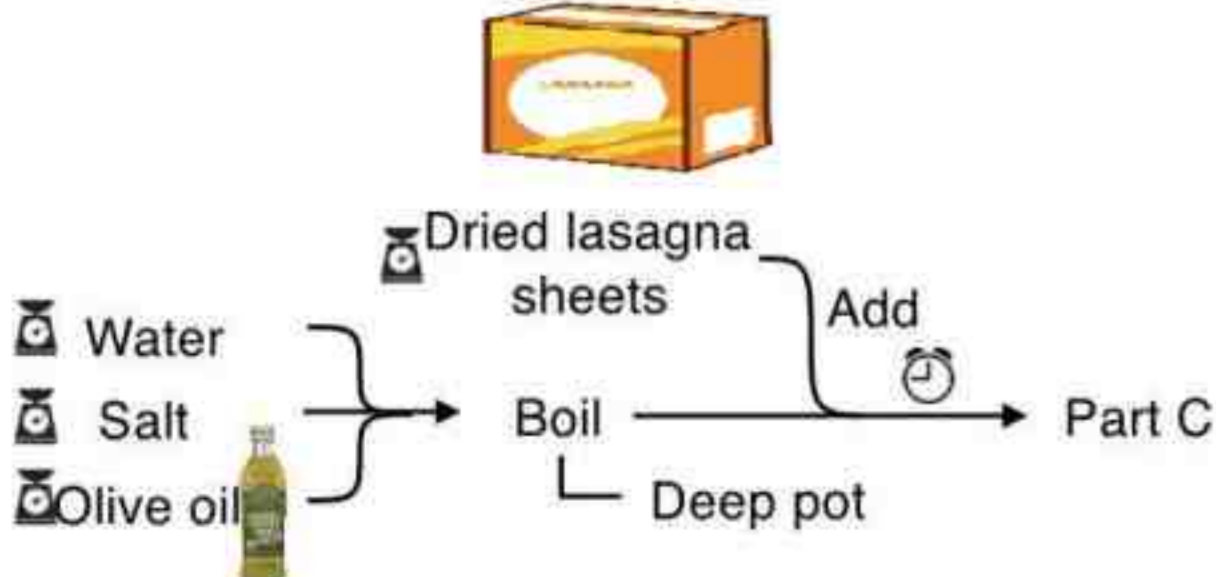 Dried lasagna
sheets
Add
Water
Salt
Olive oil
Boil
Part C
Deep pot